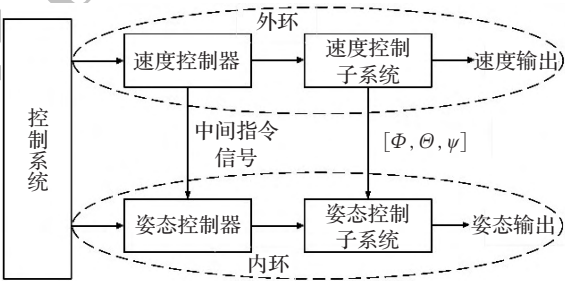 外环
速度控制器
速度控制
子系统
速度输出
控制系统
中间指令
信号
[Φ, Θ, ψ]
姿态控制器
姿态控制
子系统
姿态输出
内环